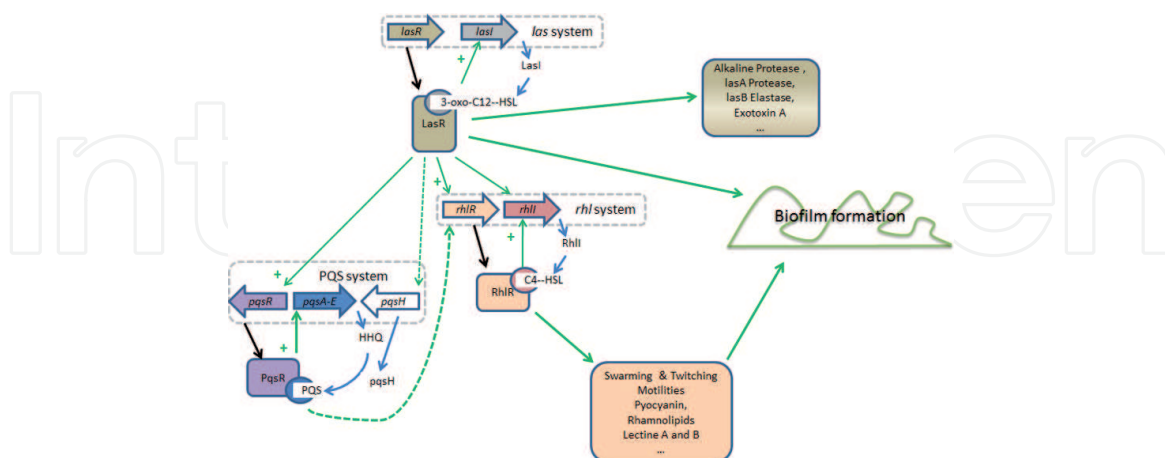 lasR lasI las system
+
LasI
3-oxo-C12--HSL
LasR
Alkaline Protease ,
lasA Protease,
lasB Elastase,
Exotoxin A
...
+
rhlR rhlI rhl system
+
RhlI
C4--HSL
RhlR
Biofilm formation
+
PQS system
pqsR pqsA-E pqsH
+
HHQ
PqsR
PQS
pqsH
Swarming & Twitching
Motilities
Pyocyanin,
Rhamnolipids
Lectine A and B
...
Int
en